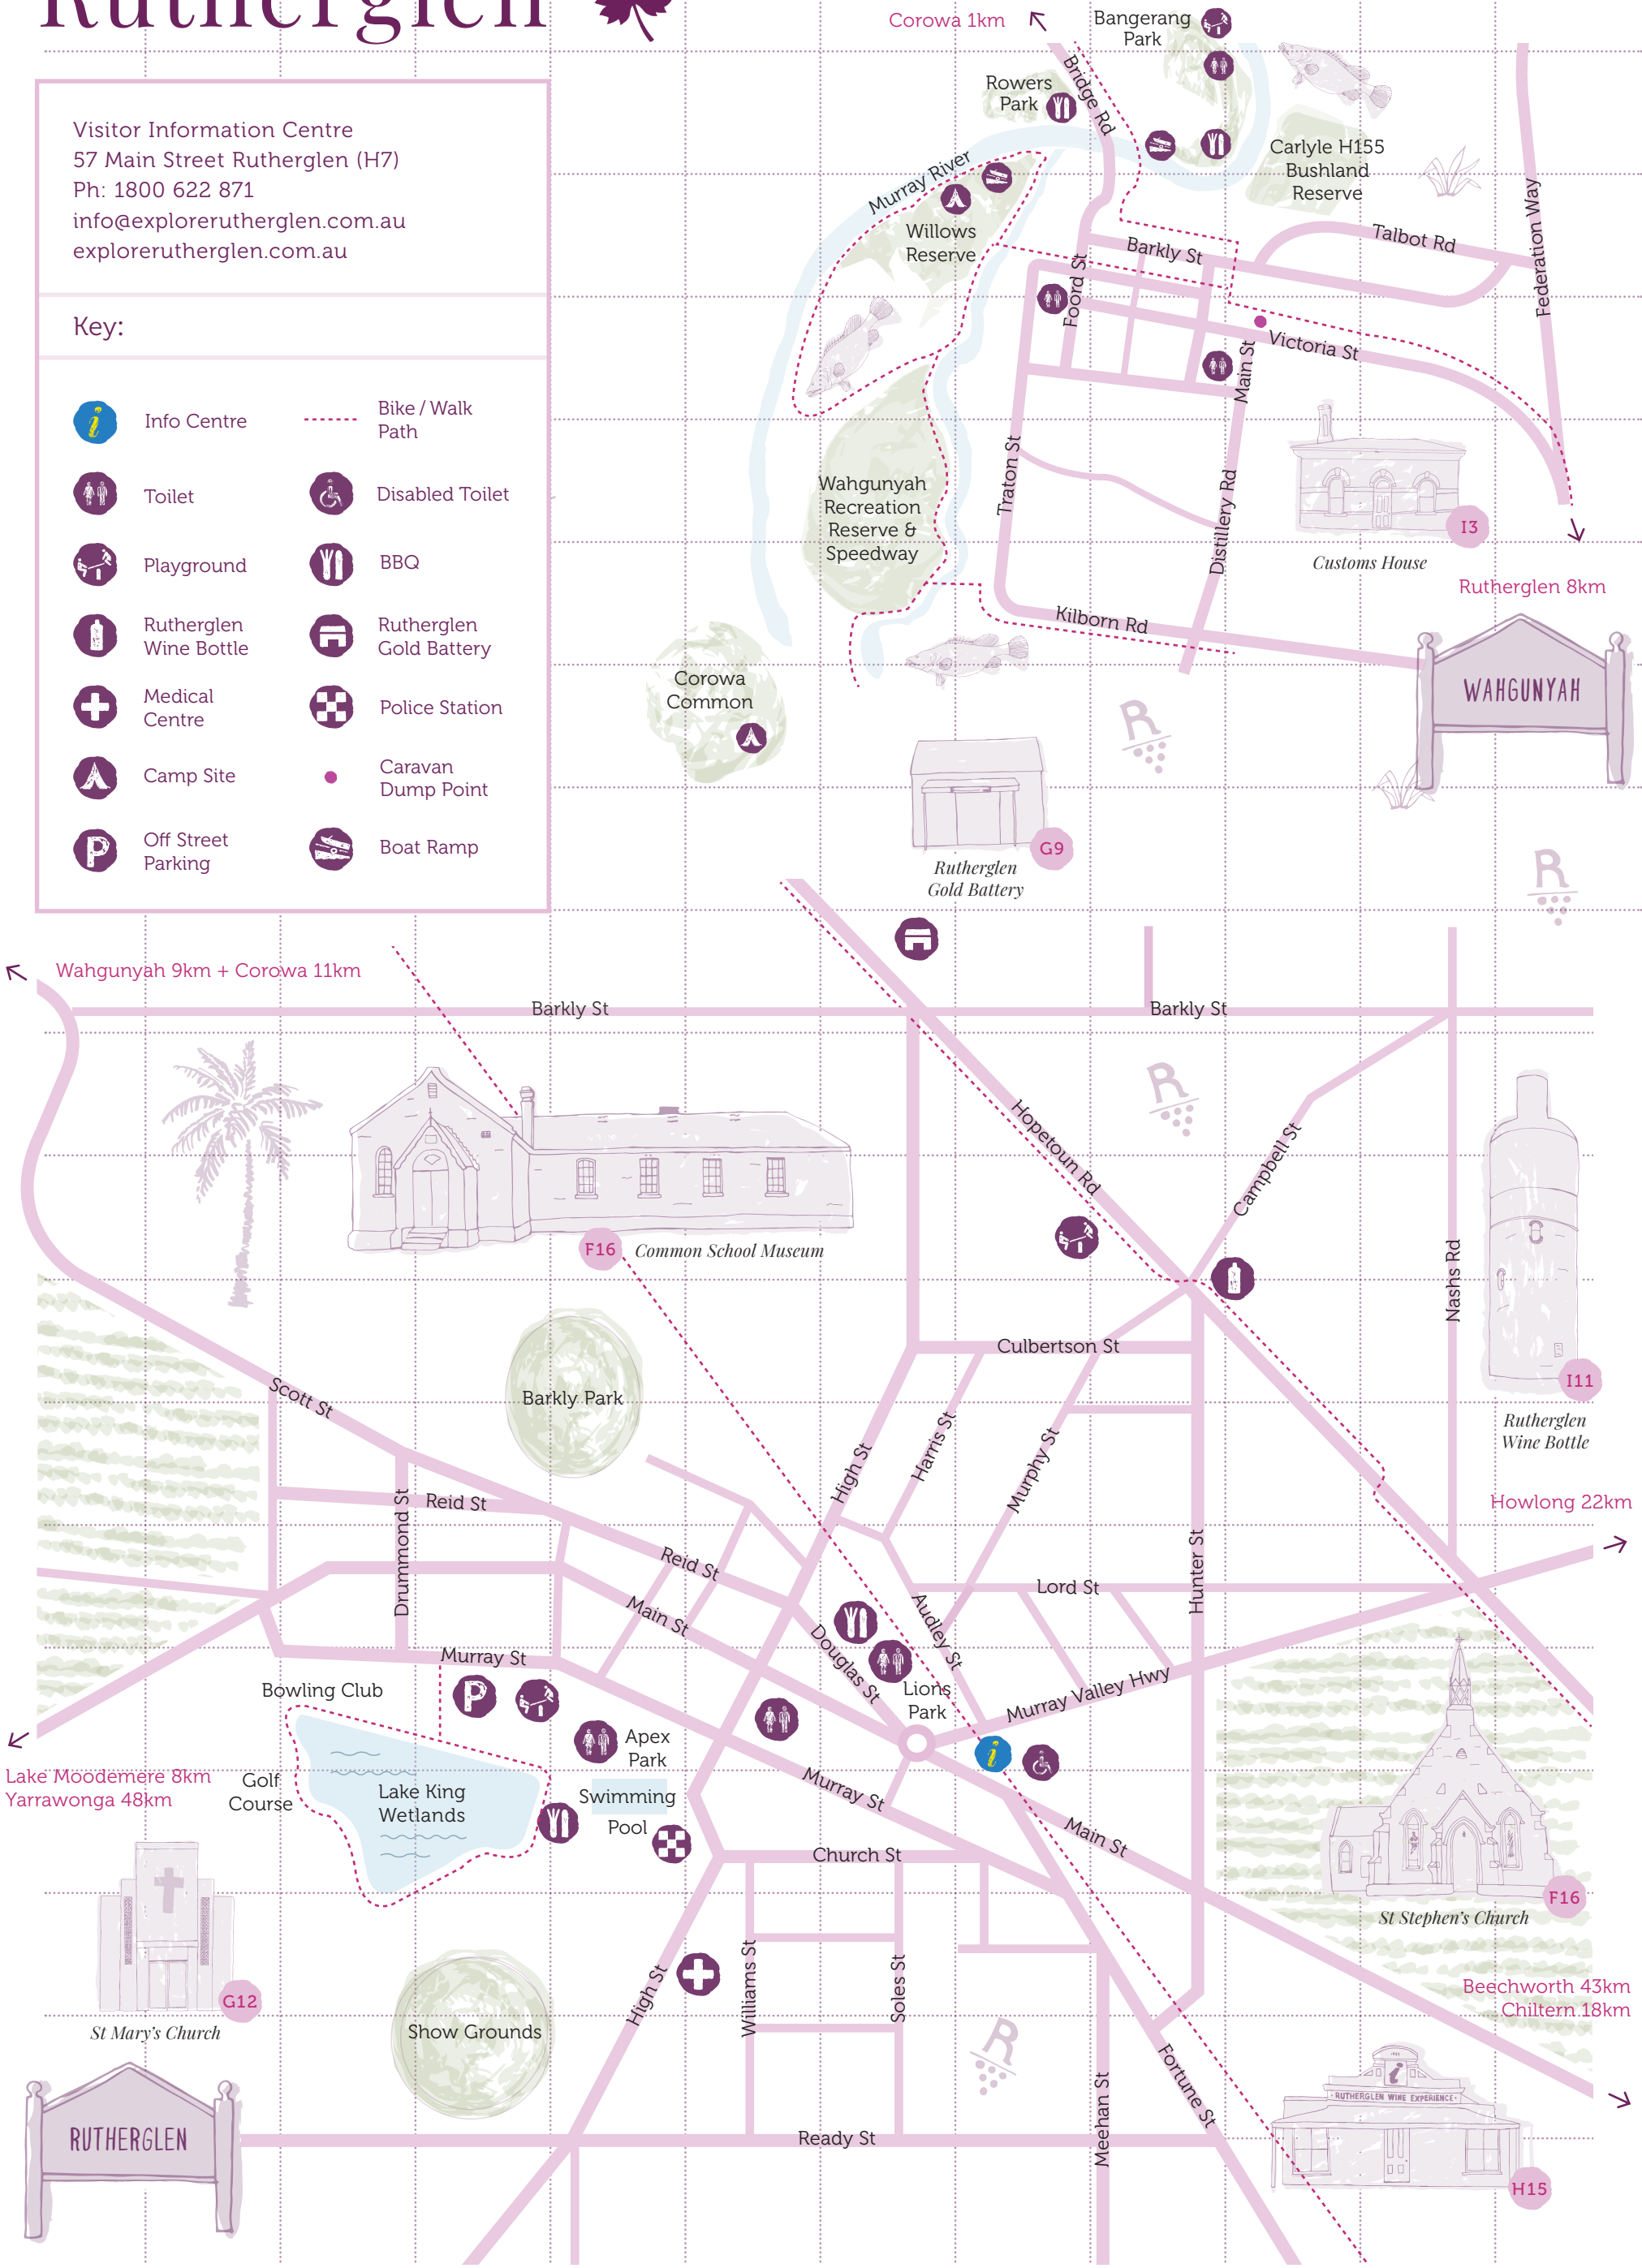 Rutherglen
Visitor Information Centre
57 Main Street Rutherglen (H7)
Ph: 1800 622 871
info@explorerutherglen.com.au
explorerutherglen.com.au
Key:
Info Centre
Bike / Walk
Path
Toilet
Disabled Toilet
Playground
BBQ
Rutherglen
Wine Bottle
Rutherglen
Gold Battery
Medical
Centre
Police Station
Camp Site
Caravan
Dump Point
P
Off Street
Parking
Boat Ramp
Corowa 1km
Bangerang
Park
Rowers
Park
Bridge Rd
Carlyle H155
Bushland
Reserve
Murray River
Willows
Reserve
Barkly St
Talbot Rd
Federation Way
Foord St
Victoria St
Main St
Traton St
Distillery Rd
Wahgunyah
Recreation
Reserve &
Speedway
I3
Customs House
Rutherglen 8km
Kilborn Rd
WAHGUNYAH
Corowa
Common
R
G9
Rutherglen
Gold Battery
R
Wahgunyah 9km + Corowa 11km
Barkly St
Barkly St
R
Hopetoun Rd
Campbell St
Nashs Rd
F16
Common School Museum
Culbertson St
I11
Rutherglen
Wine Bottle
Barkly Park
Scott St
High St
Harris St
Murphy St
Howlong 22km
Reid St
Drummond St
Reid St
Main St
Hunter St
Lord St
Audley St
Douglas St
Murray St
Lions
Park
Murray Valley Hwy
Bowling Club
P
Apex
Park
Lake Moodemere 8km
Yarrawonga 48km
Golf
Course
Lake King
Wetlands
Swimming
Pool
Murray St
Main St
Church St
F16
St Stephen's Church
G12
St Mary's Church
High St
Williams St
Soles St
Show Grounds
R
Beechworth 43km
Chiltern 18km
Fortune St
Meehan St
RUTHERGLEN WINE EXPERIENCE
RUTHERGLEN
Ready St
H15